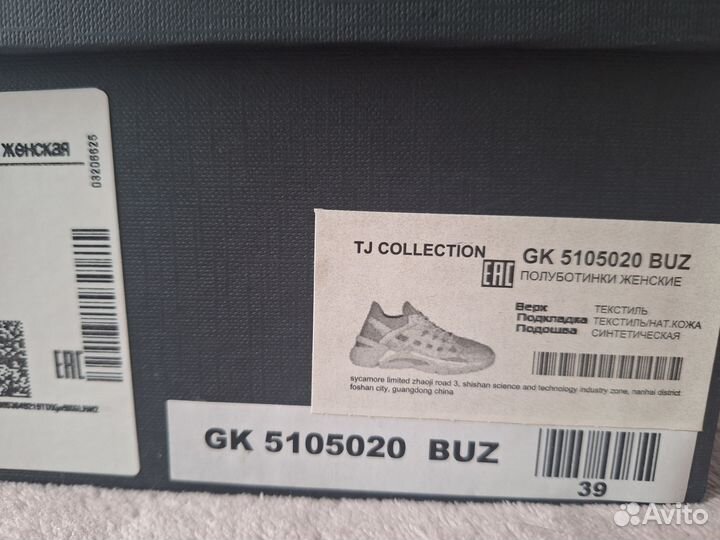 женская
03206625
EAC
TJ COLLECTION
EAC
GK 5105020 BUZ
ПОЛУБОТИНКИ ЖЕНСКИЕ
Верх ТЕКСТИЛЬ
Подкладка ТЕКСТИЛЬ/НАТ.КОЖА
Подошва СИНТЕТИЧЕСКАЯ
sycamore limited zhaoji road 3, shishan science and technology industry zone, nanhai district
foshan city, guangdong china
GK 5105020 BUZ
39
Avito